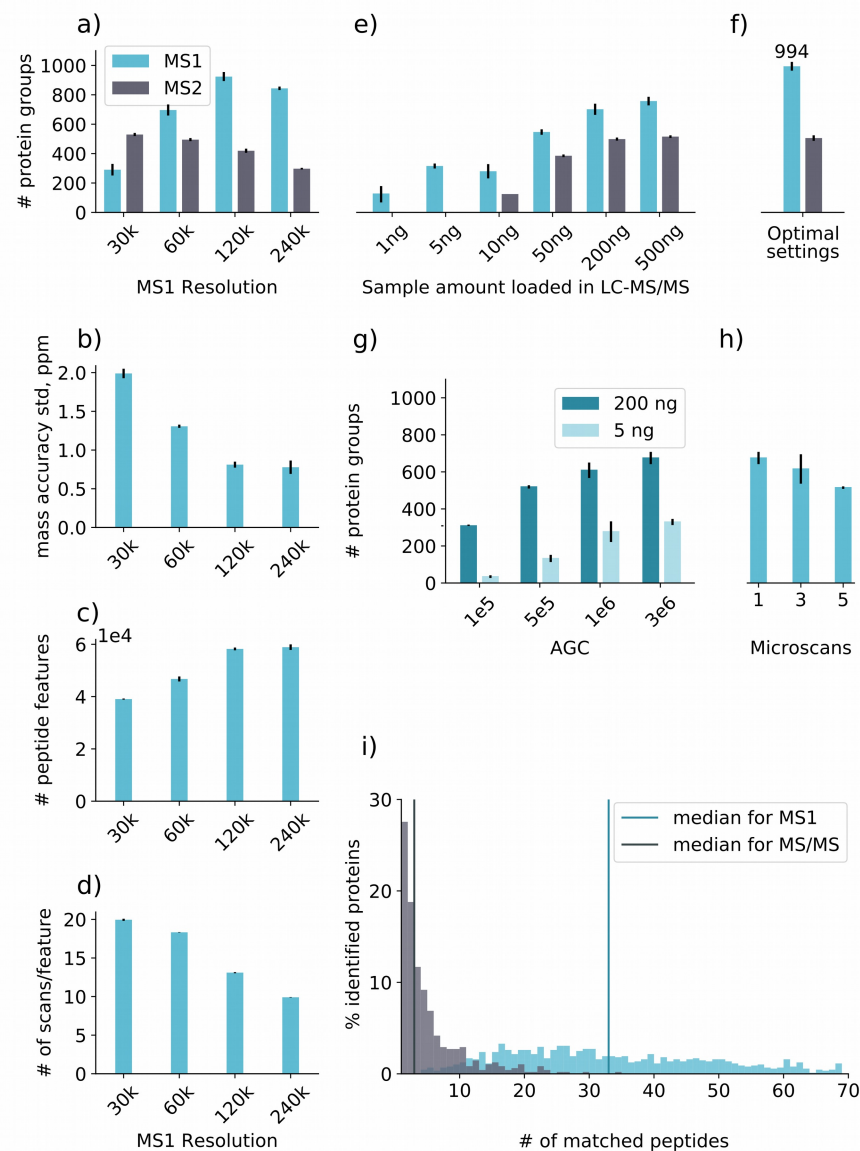 a)
MS1
MS2
# protein groups
1000
800
600
400
200
0
30k
60k
120k
240k
MS1 Resolution
e)
1ng
5ng
10ng
50ng
200ng
500ng
Sample amount loaded in LC-MS/MS
f)
994
Optimal
settings
b)
mass accuracy std, ppm
2.0
1.5
1.0
0.5
0.0
30k
60k
120k
240k
g)
200 ng
5 ng
# protein groups
1000
800
600
400
200
0
1e5
5e5
1e6
3e6
AGC
h)
1
3
5
Microscans
c)
1e4
# peptide features
6
4
2
0
30k
60k
120k
240k
d)
# of scans/feature
20
15
10
5
0
30k
60k
120k
240k
MS1 Resolution
i)
median for MS1
median for MS/MS
% identified proteins
30
20
10
0
10
20
30
40
50
60
70
# of matched peptides